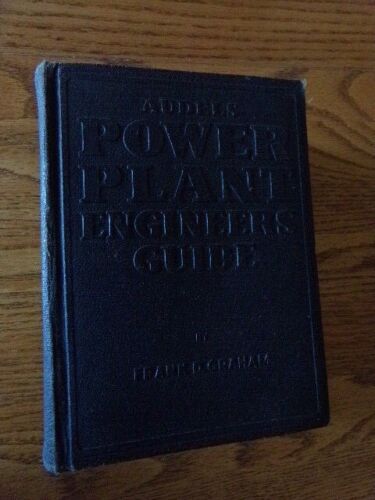 AUDELS
POWER
PLANT
ENGINEERS
GUIDE
BY
FRANK D. GRAHAM